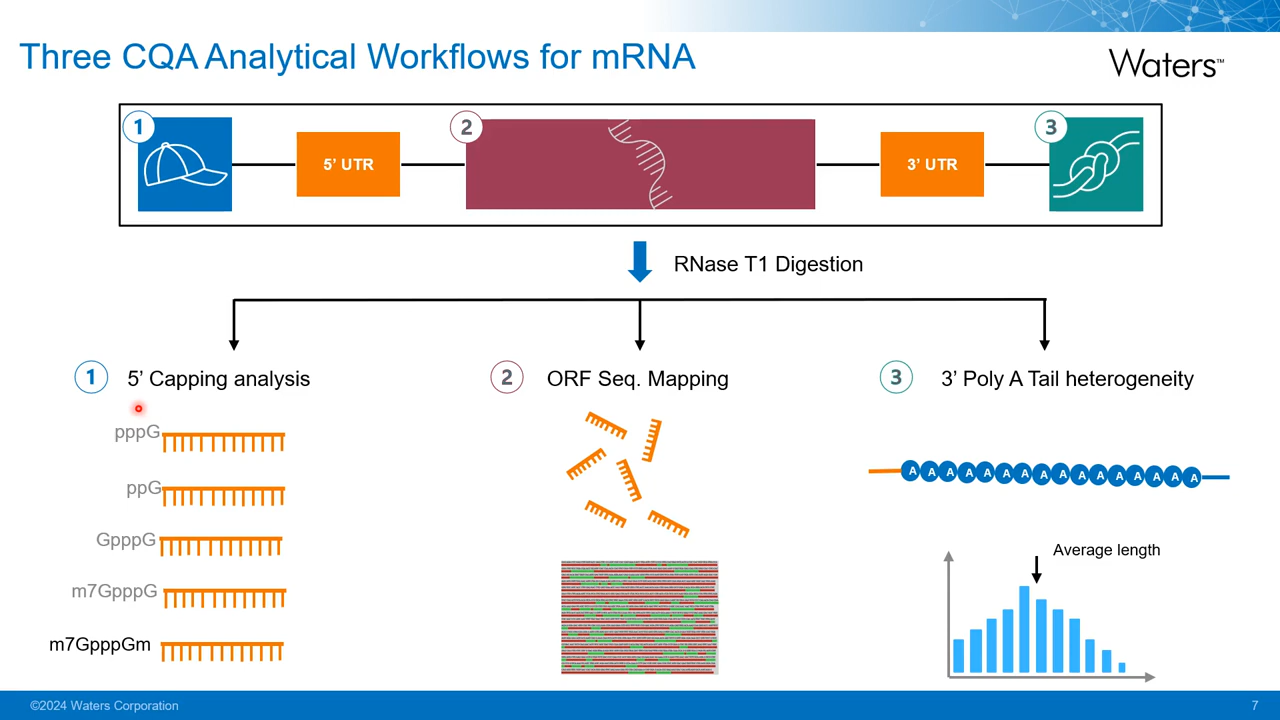 Three CQA Analytical Workflows for mRNA
Waters™
1
2
3
5’ UTR
3’ UTR
RNase T1 Digestion
1 5’ Capping analysis
2 ORF Seq. Mapping
3 3’ Poly A Tail heterogeneity
pppG
ppG
GpppG
m7GpppG
m7GpppGm
A A A A A A A A A A A A A A A A
Average length
©2024 Waters Corporation
7